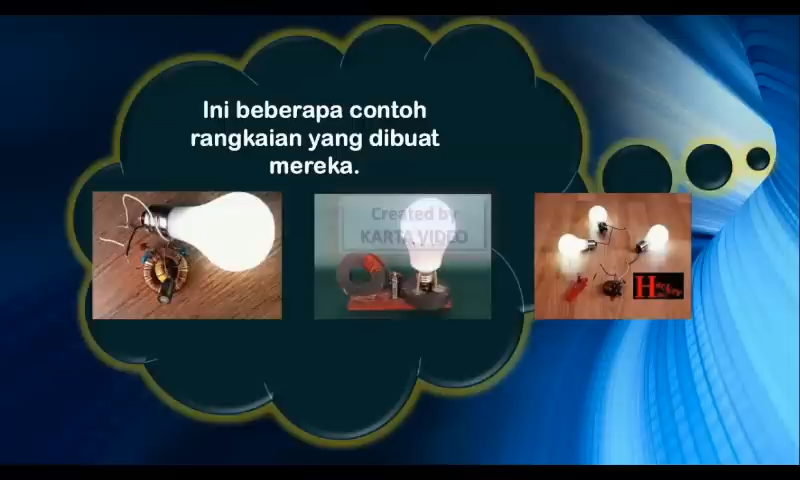 Ini beberapa contoh
rangkaian yang dibuat
mereka.
Created by
KARTA VIDEO